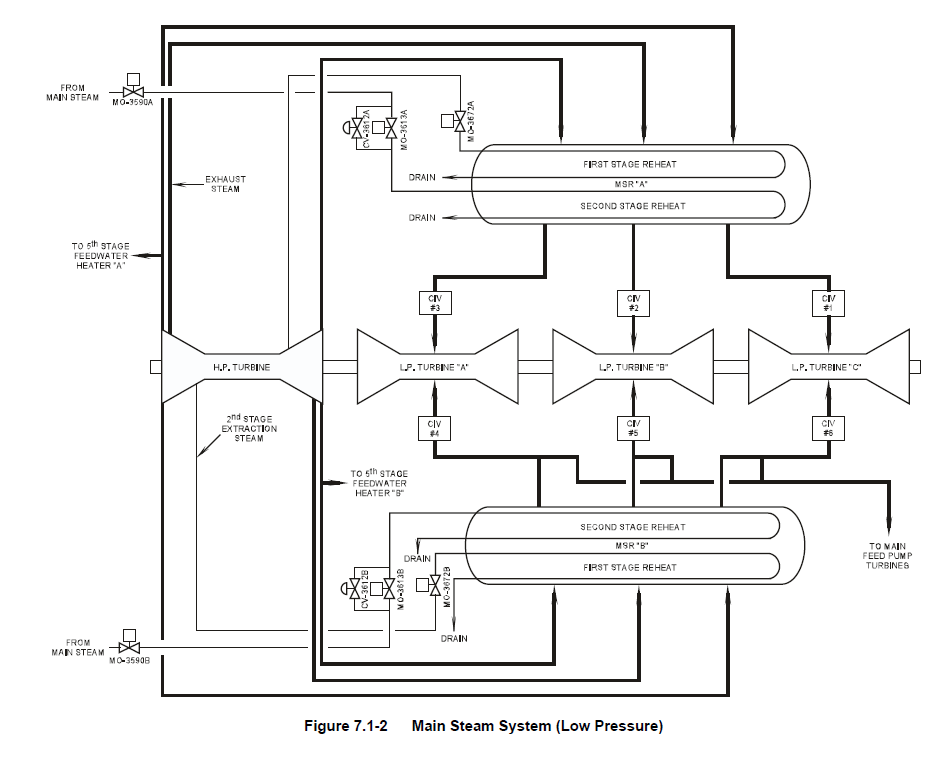 FROM
MAIN STEAM
MO-3590A
CV-3612A
MO-3613A
MO-3672A
FIRST STAGE REHEAT
DRAIN
MSR "A"
SECOND STAGE REHEAT
DRAIN
EXHAUST
STEAM
TO 5th STAGE
FEEDWATER
HEATER "A"
CIV
#3
CIV
#2
CIV
#1
H.P. TURBINE
L.P. TURBINE "A"
L.P. TURBINE "B"
L.P. TURBINE "C"
2nd STAGE
EXTRACTION
STEAM
CIV
#4
CIV
#5
CIV
#6
TO 5th STAGE
FEEDWATER
HEATER "B"
SECOND STAGE REHEAT
MSR "B"
DRAIN
FIRST STAGE REHEAT
TO MAIN
FEED PUMP
TURBINES
CV-3612B
MO-3613B
MO-3672B
DRAIN
FROM
MAIN STEAM
MO-3590B
Figure 7.1-2 Main Steam System (Low Pressure)